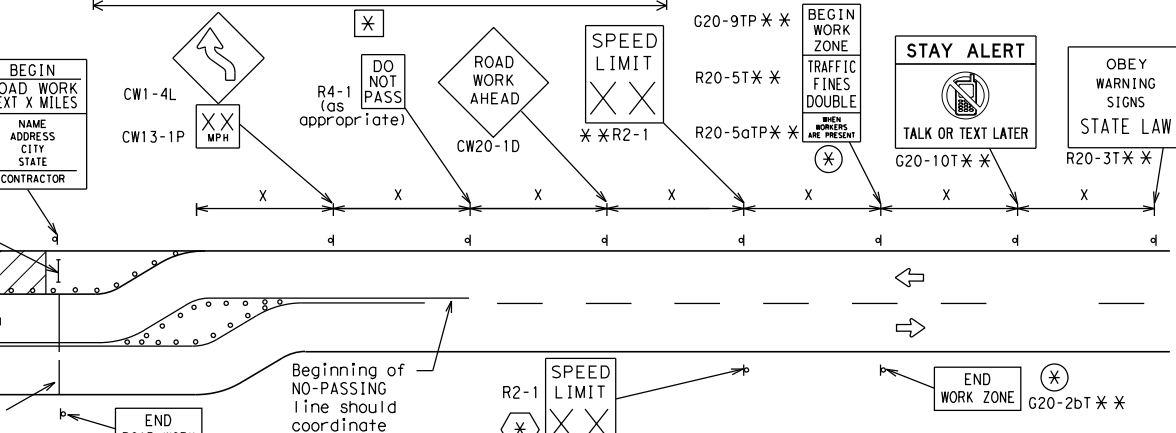 BEGIN
ROAD WORK
NEXT X MILES
NAME
ADDRESS
CITY
STATE
CONTRACTOR
CW1-4L
CW13-1P
XX
MPH
*
R4-1
(as
appropriate)
DO
NOT
PASS
ROAD
WORK
AHEAD
CW20-1D
SPEED
LIMIT
XX
**R2-1
G20-9TP**
R20-5T**
R20-5aTP**
BEGIN
WORK
ZONE
TRAFFIC
FINES
DOUBLE
WHEN
WORKERS
ARE PRESENT
*
STAY ALERT
TALK OR TEXT LATER
G20-10T**
OBEY
WARNING
SIGNS
STATE LAW
R20-3T**
X X X X X X X
Beginning of
NO-PASSING
line should
coordinate
R2-1
*
SPEED
LIMIT
XX
END
WORK ZONE
*
G20-2bT**
END
ROAD WORK